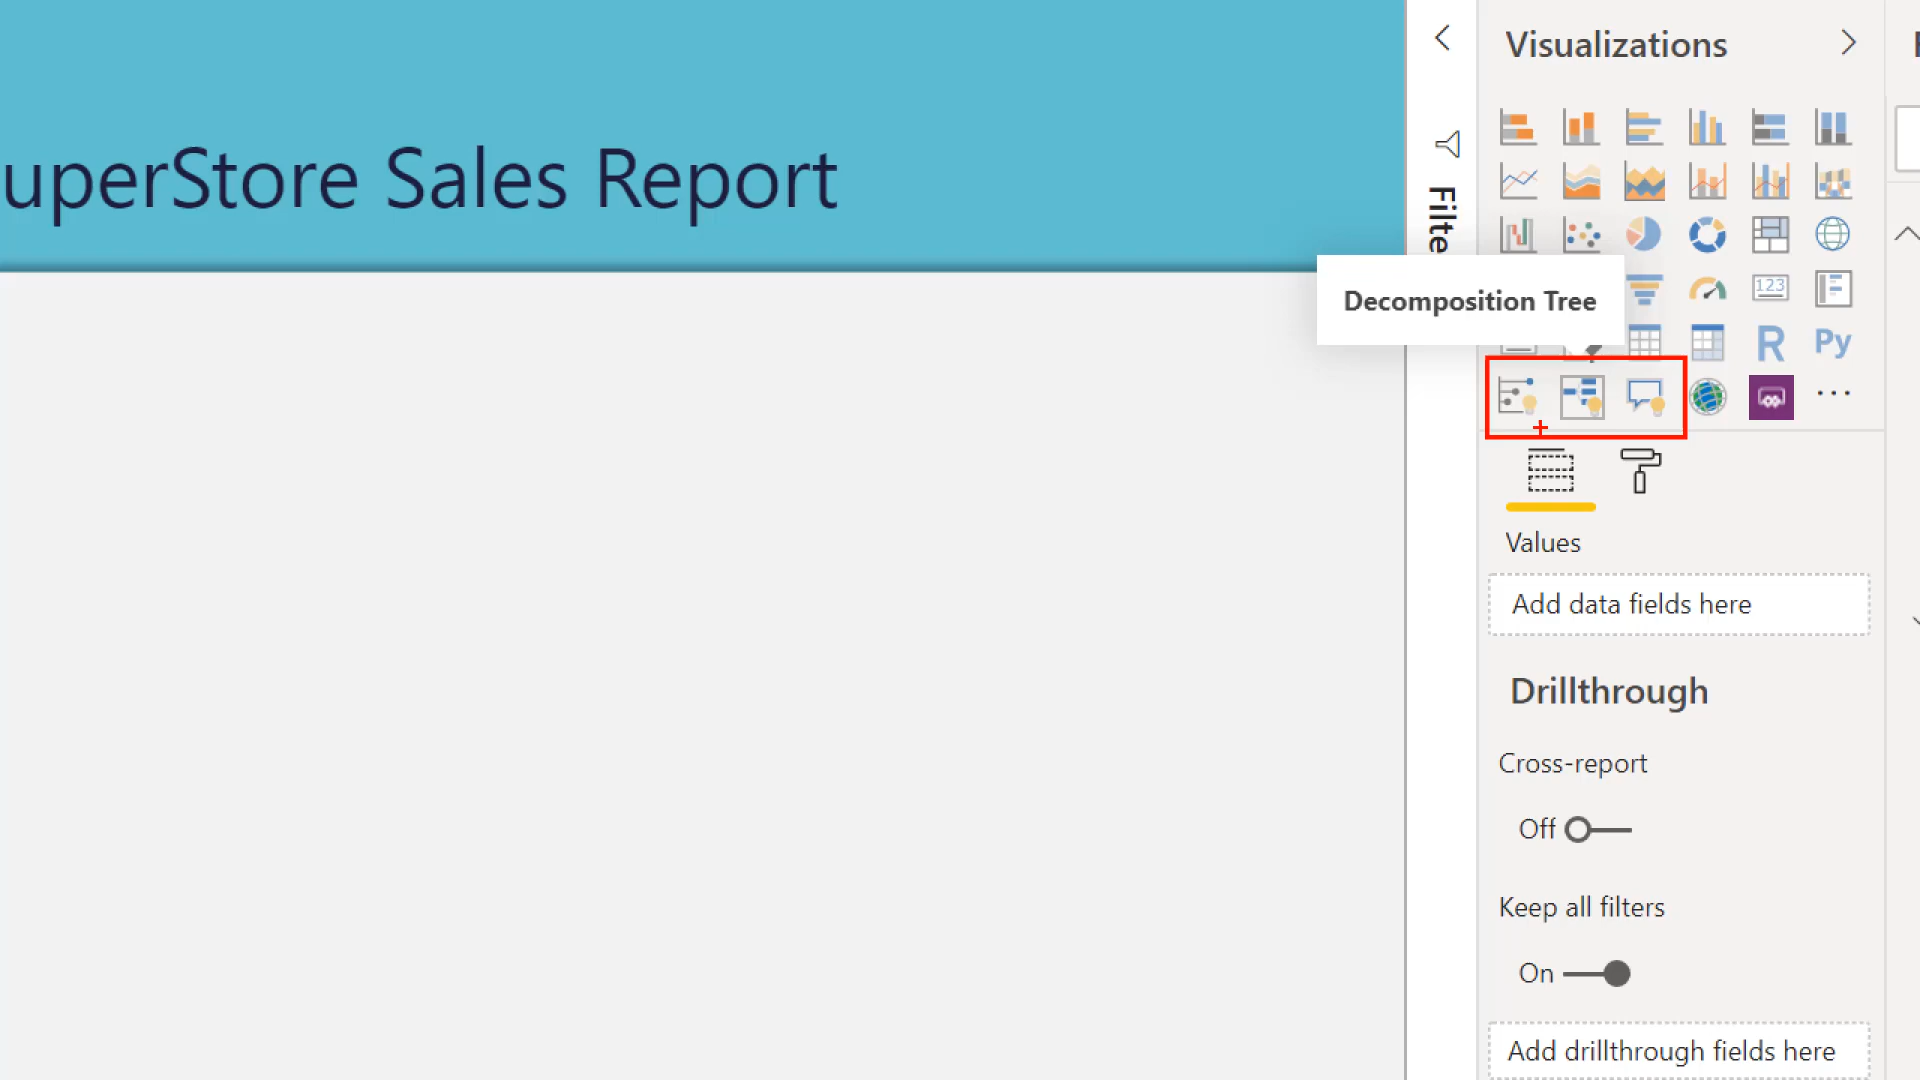 Visualizations
uperStore Sales Report
Filte
Decomposition Tree
123
R
Py
Values
Add data fields here
Drillthrough
Cross-report
Off
Keep all filters
On
Add drillthrough fields here